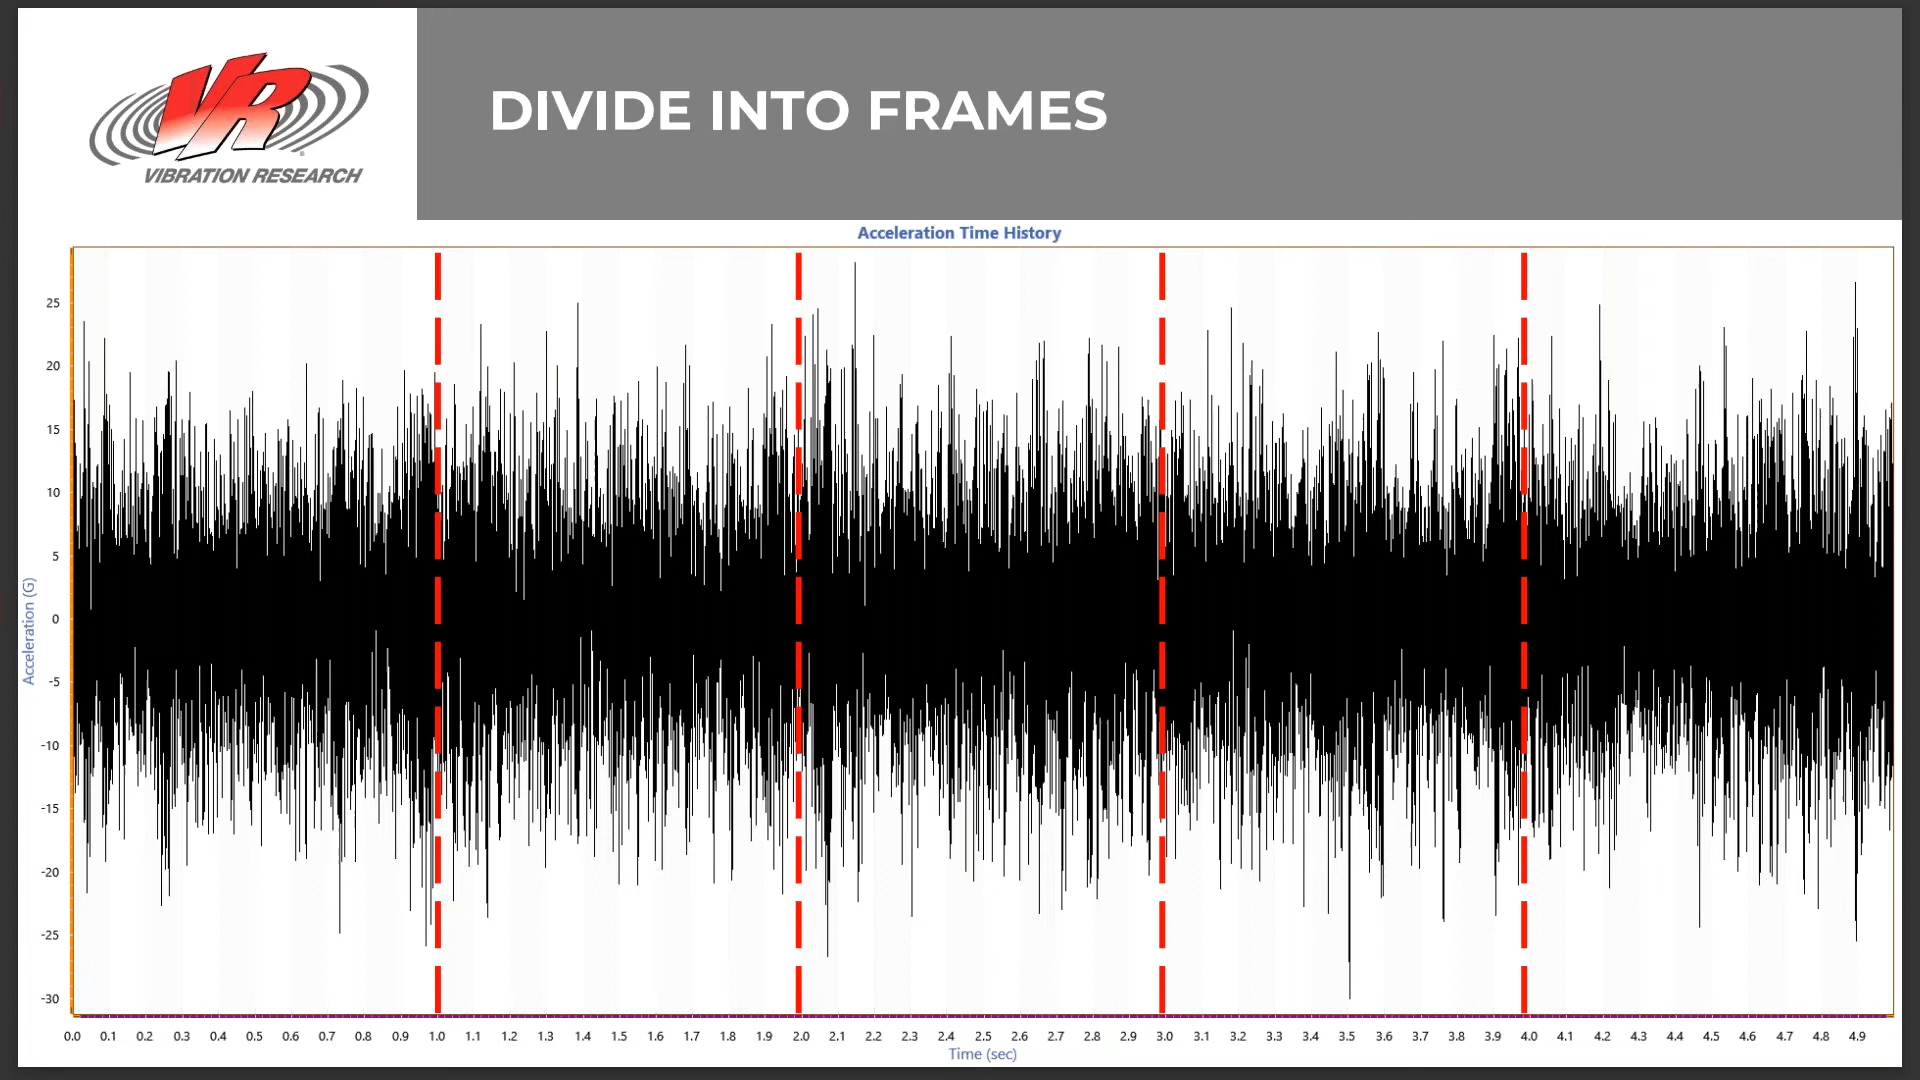 VR
VIBRATION RESEARCH
DIVIDE INTO FRAMES
Acceleration Time History
25
20
15
10
5
0
-5
-10
-15
-20
-25
-30
Acceleration (G)
0.0 0.1 0.2 0.3 0.4 0.5 0.6 0.7 0.8 0.9 1.0 1.1 1.2 1.3 1.4 1.5 1.6 1.7 1.8 1.9 2.0 2.1 2.2 2.3 2.4 2.5 2.6 2.7 2.8 2.9 3.0 3.1 3.2 3.3 3.4 3.5 3.6 3.7 3.8 3.9 4.0 4.1 4.2 4.3 4.4 4.5 4.6 4.7 4.8 4.9
Time (sec)